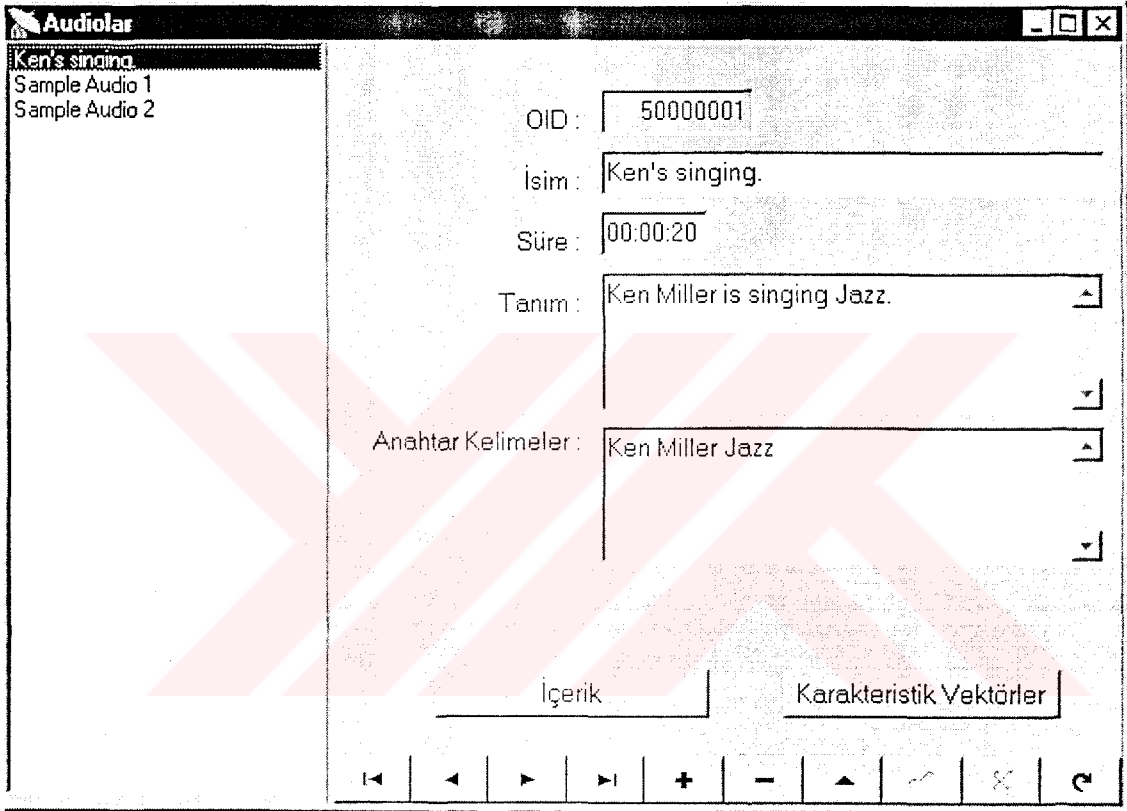 Audiolar
Ken's singing.
Sample Audio 1
Sample Audio 2
OID : 50000001
İsim : Ken's singing.
Süre : 00:00:20
Tanım : Ken Miller is singing Jazz.
Anahtar Kelimeler : Ken Miller Jazz
İçerik Karakteristik Vektörler